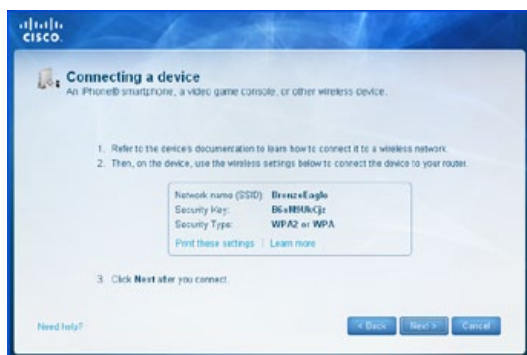 CISCO.
Connecting a device
An iPhone® smartphone, a video game console, or other wireless device.
1. Refer to the device's documentation to learn how to connect it to a wireless network.
2. Then, on the device, use the wireless settings below to connect the device to your router.
Network name (SSID) BronzeEagle
Security Key:
Security Type: WPA2 or WPA
Print these settings | Learn more
3. Click Next after you connect.
Need help?
< Back
Next >
Cancel